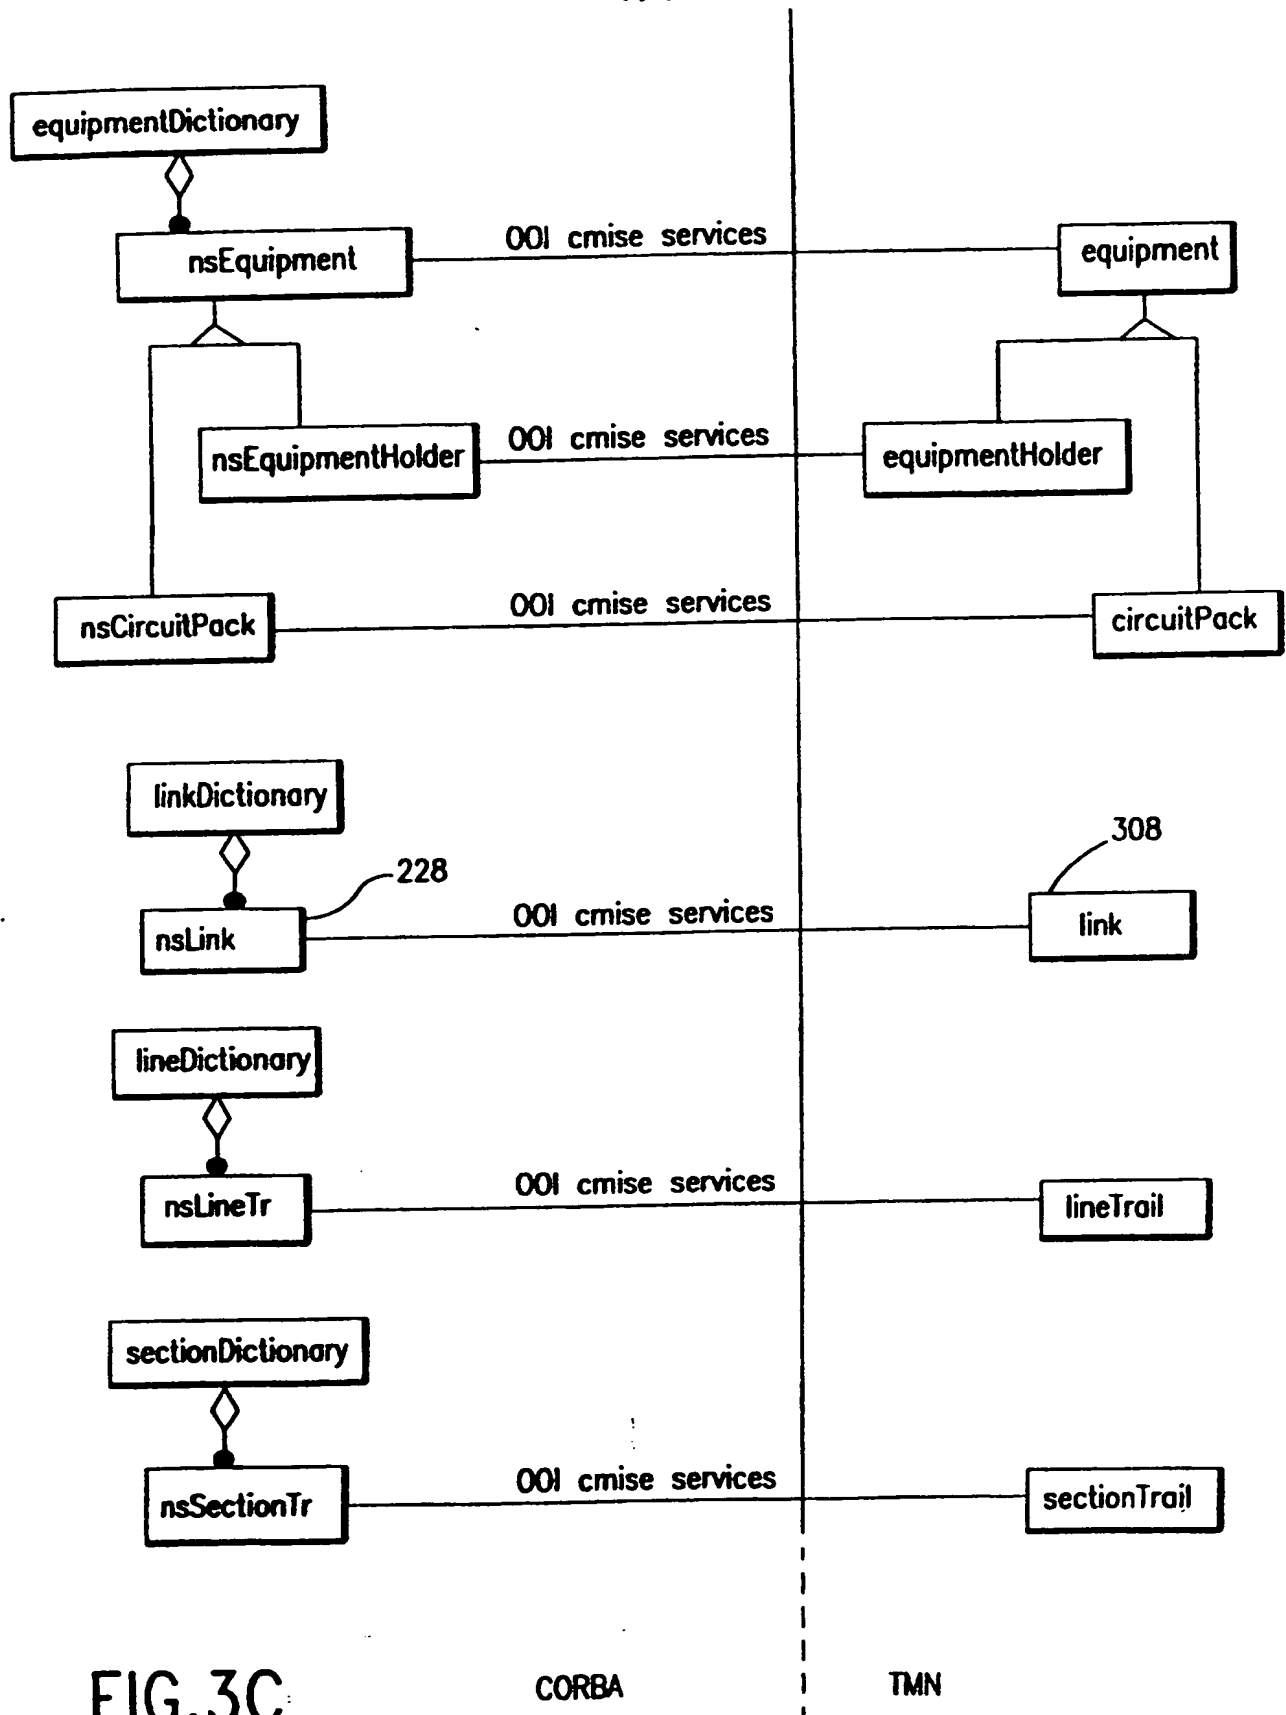 equipmentDictionary
nsEquipment
OOI cmise services
equipment
nsEquipmentHolder
OOI cmise services
equipmentHolder
nsCircuitPack
OOI cmise services
circuitPack
linkDictionary
228
308
nsLink
OOI cmise services
link
lineDictionary
nsLineTr
OOI cmise services
lineTrail
sectionDictionary
nsSectionTr
OOI cmise services
sectionTrail
FIG.3C
CORBA
TMN